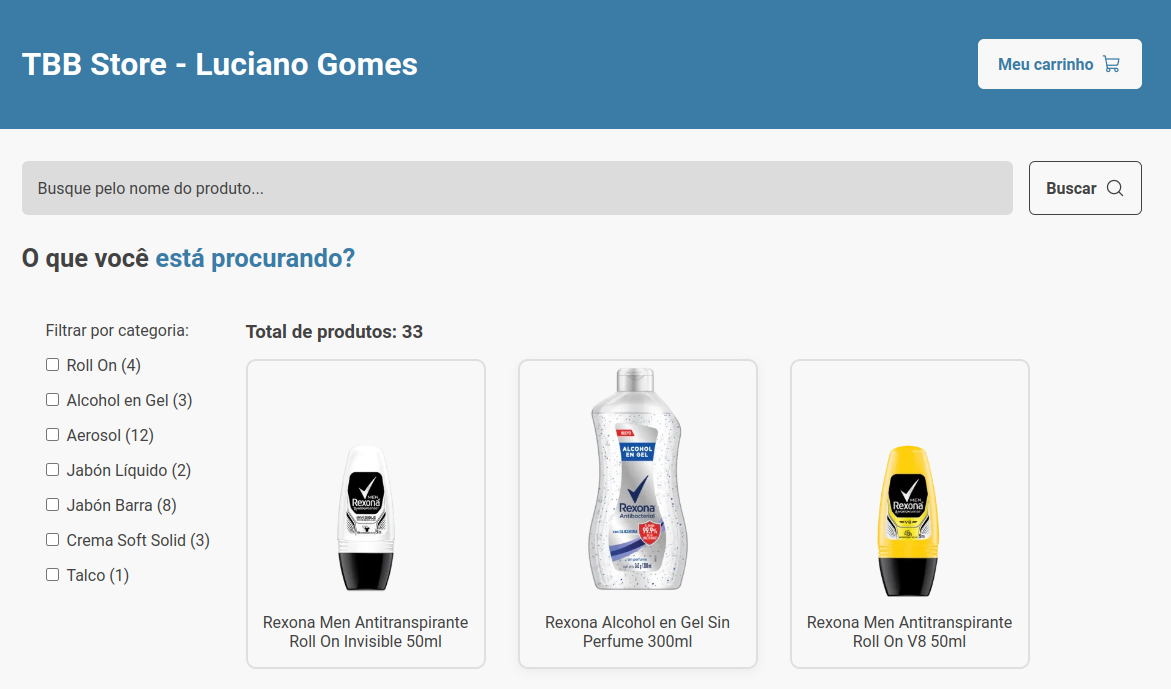 TBB Store - Luciano Gomes
Meu carrinho
Busque pelo nome do produto...
Buscar
O que você está procurando?
Filtrar por categoria:
Roll On (4)
Alcohol en Gel (3)
Aerosol (12)
Jabón Líquido (2)
Jabón Barra (8)
Crema Soft Solid (3)
Talco (1)
Total de produtos: 33
MEN
Rexona
INVISIBLE
Rexona Men Antitranspirante
Roll On Invisible 50ml
ALCOHOL
EN GEL
Rexona
Antibacterial
99.9%
Rexona Alcohol en Gel Sin
Perfume 300ml
MEN
Rexona
V8
Rexona Men Antitranspirante
Roll On V8 50ml